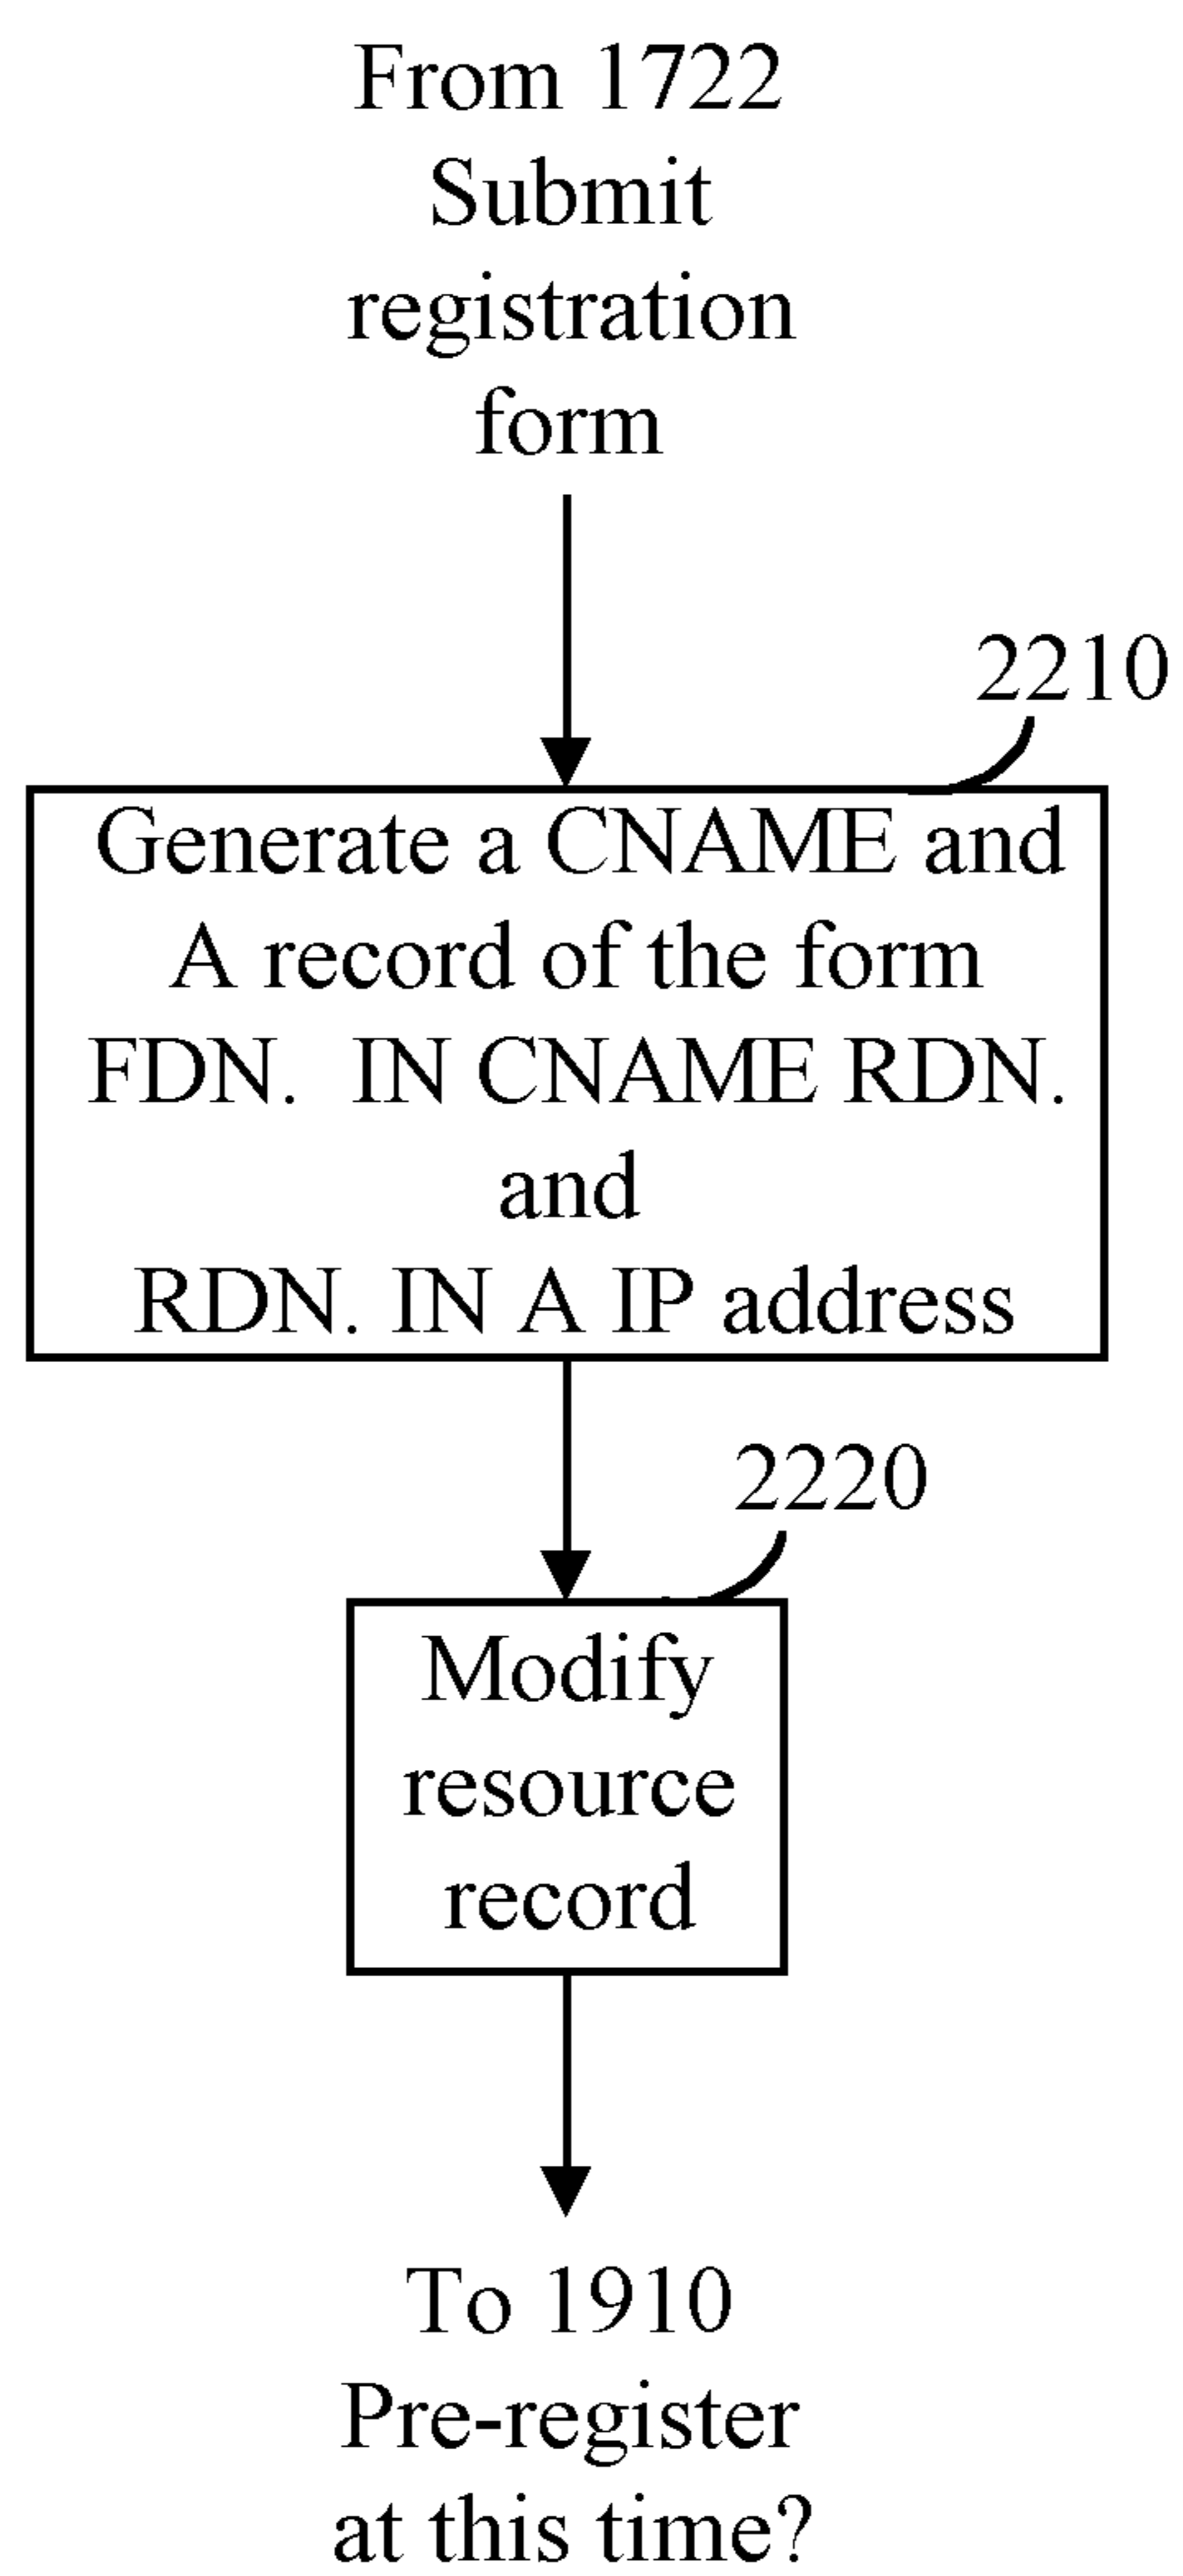 From 1722
Submit
registration
form
2210
Generate a CNAME and
A record of the form
FDN. IN CNAME RDN.
and
RDN. IN A IP address
2220
Modify
resource
record
To 1910
Pre-register
at this time?